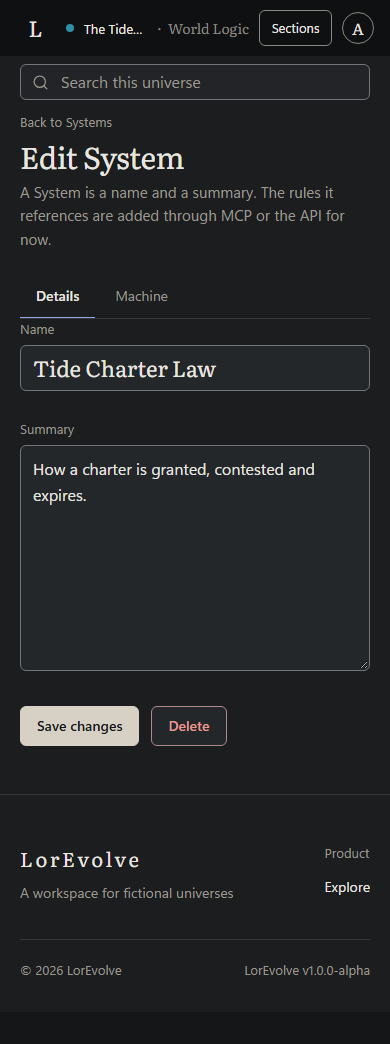 L
The Tide... · World Logic
Sections
A
Search this universe
Back to Systems
Edit System
A System is a name and a summary. The rules it
references are added through MCP or the API for
now.
Details
Machine
Name
Tide Charter Law
Summary
How a charter is granted, contested and
expires.
Save changes
Delete
LorEvolve
Product
A workspace for fictional universes
Explore
© 2026 LorEvolve
LorEvolve v1.0.0-alpha